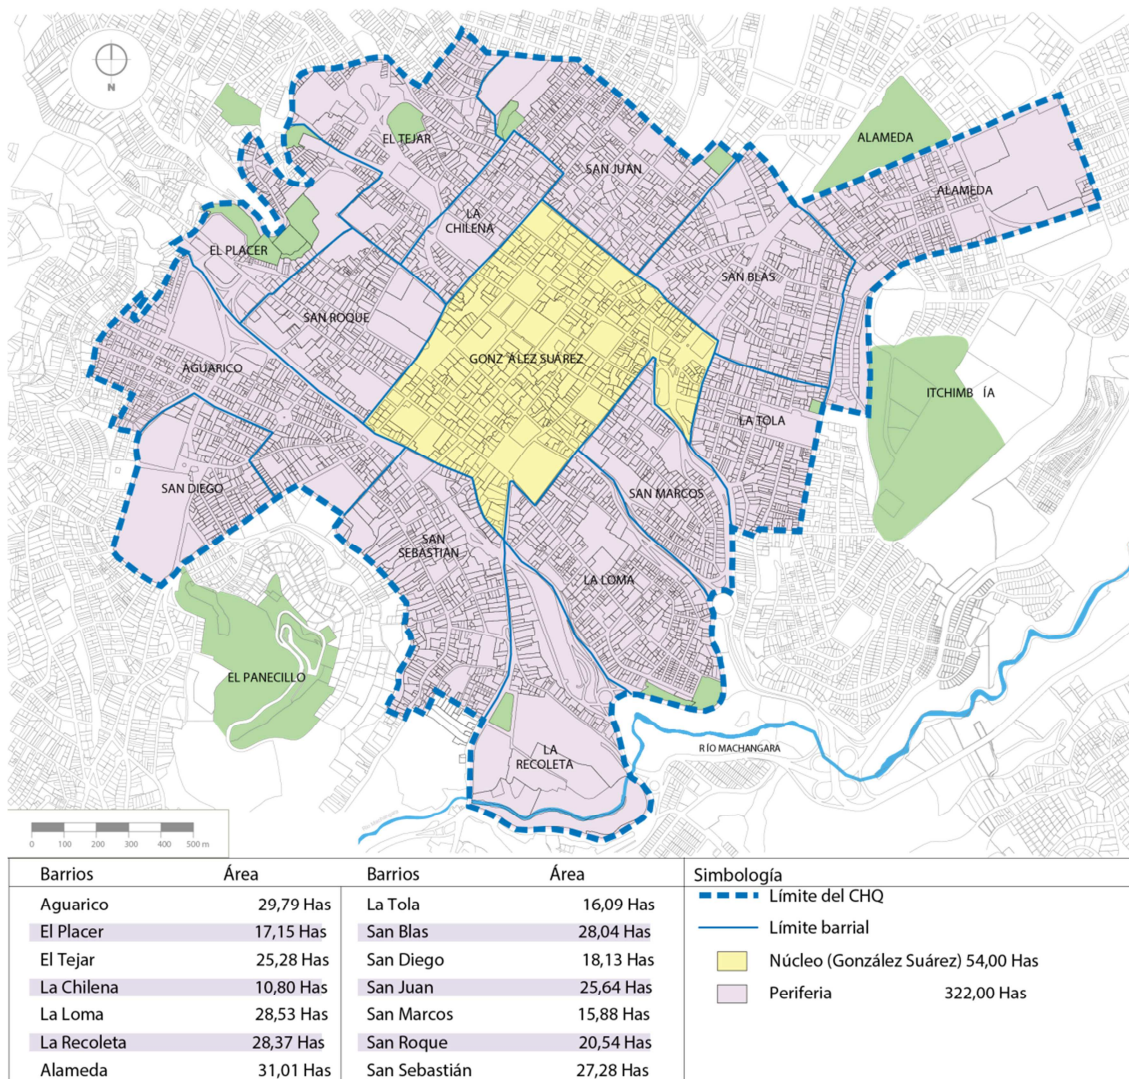 N
EL TEJAR
ALAMEDA
SAN JUAN
ALAMEDA
LA
CHILENA
EL PLACER
SAN BLAS
SAN ROQUE
GONZ ÁLEZ SUÁREZ
AGUARICO
ITCHIMB ÍA
LA TOLA
SAN DIEGO
SAN MARCOS
SAN
SEBASTIÁN
LA LOMA
EL PANECILLO
R ÍO MACHANGARA
LA
RECOLETA
0 100 200 300 400 500 m
Barrios Área Barrios Área Simbología
Aguarico 29,79 Has La Tola 16,09 Has Límite del CHQ
El Placer 17,15 Has San Blas 28,04 Has Límite barrial
El Tejar 25,28 Has San Diego 18,13 Has Núcleo (González Suárez) 54,00 Has
La Chilena 10,80 Has San Juan 25,64 Has Periferia 322,00 Has
La Loma 28,53 Has San Marcos 15,88 Has
La Recoleta 28,37 Has San Roque 20,54 Has
Alameda 31,01 Has San Sebastián 27,28 Has